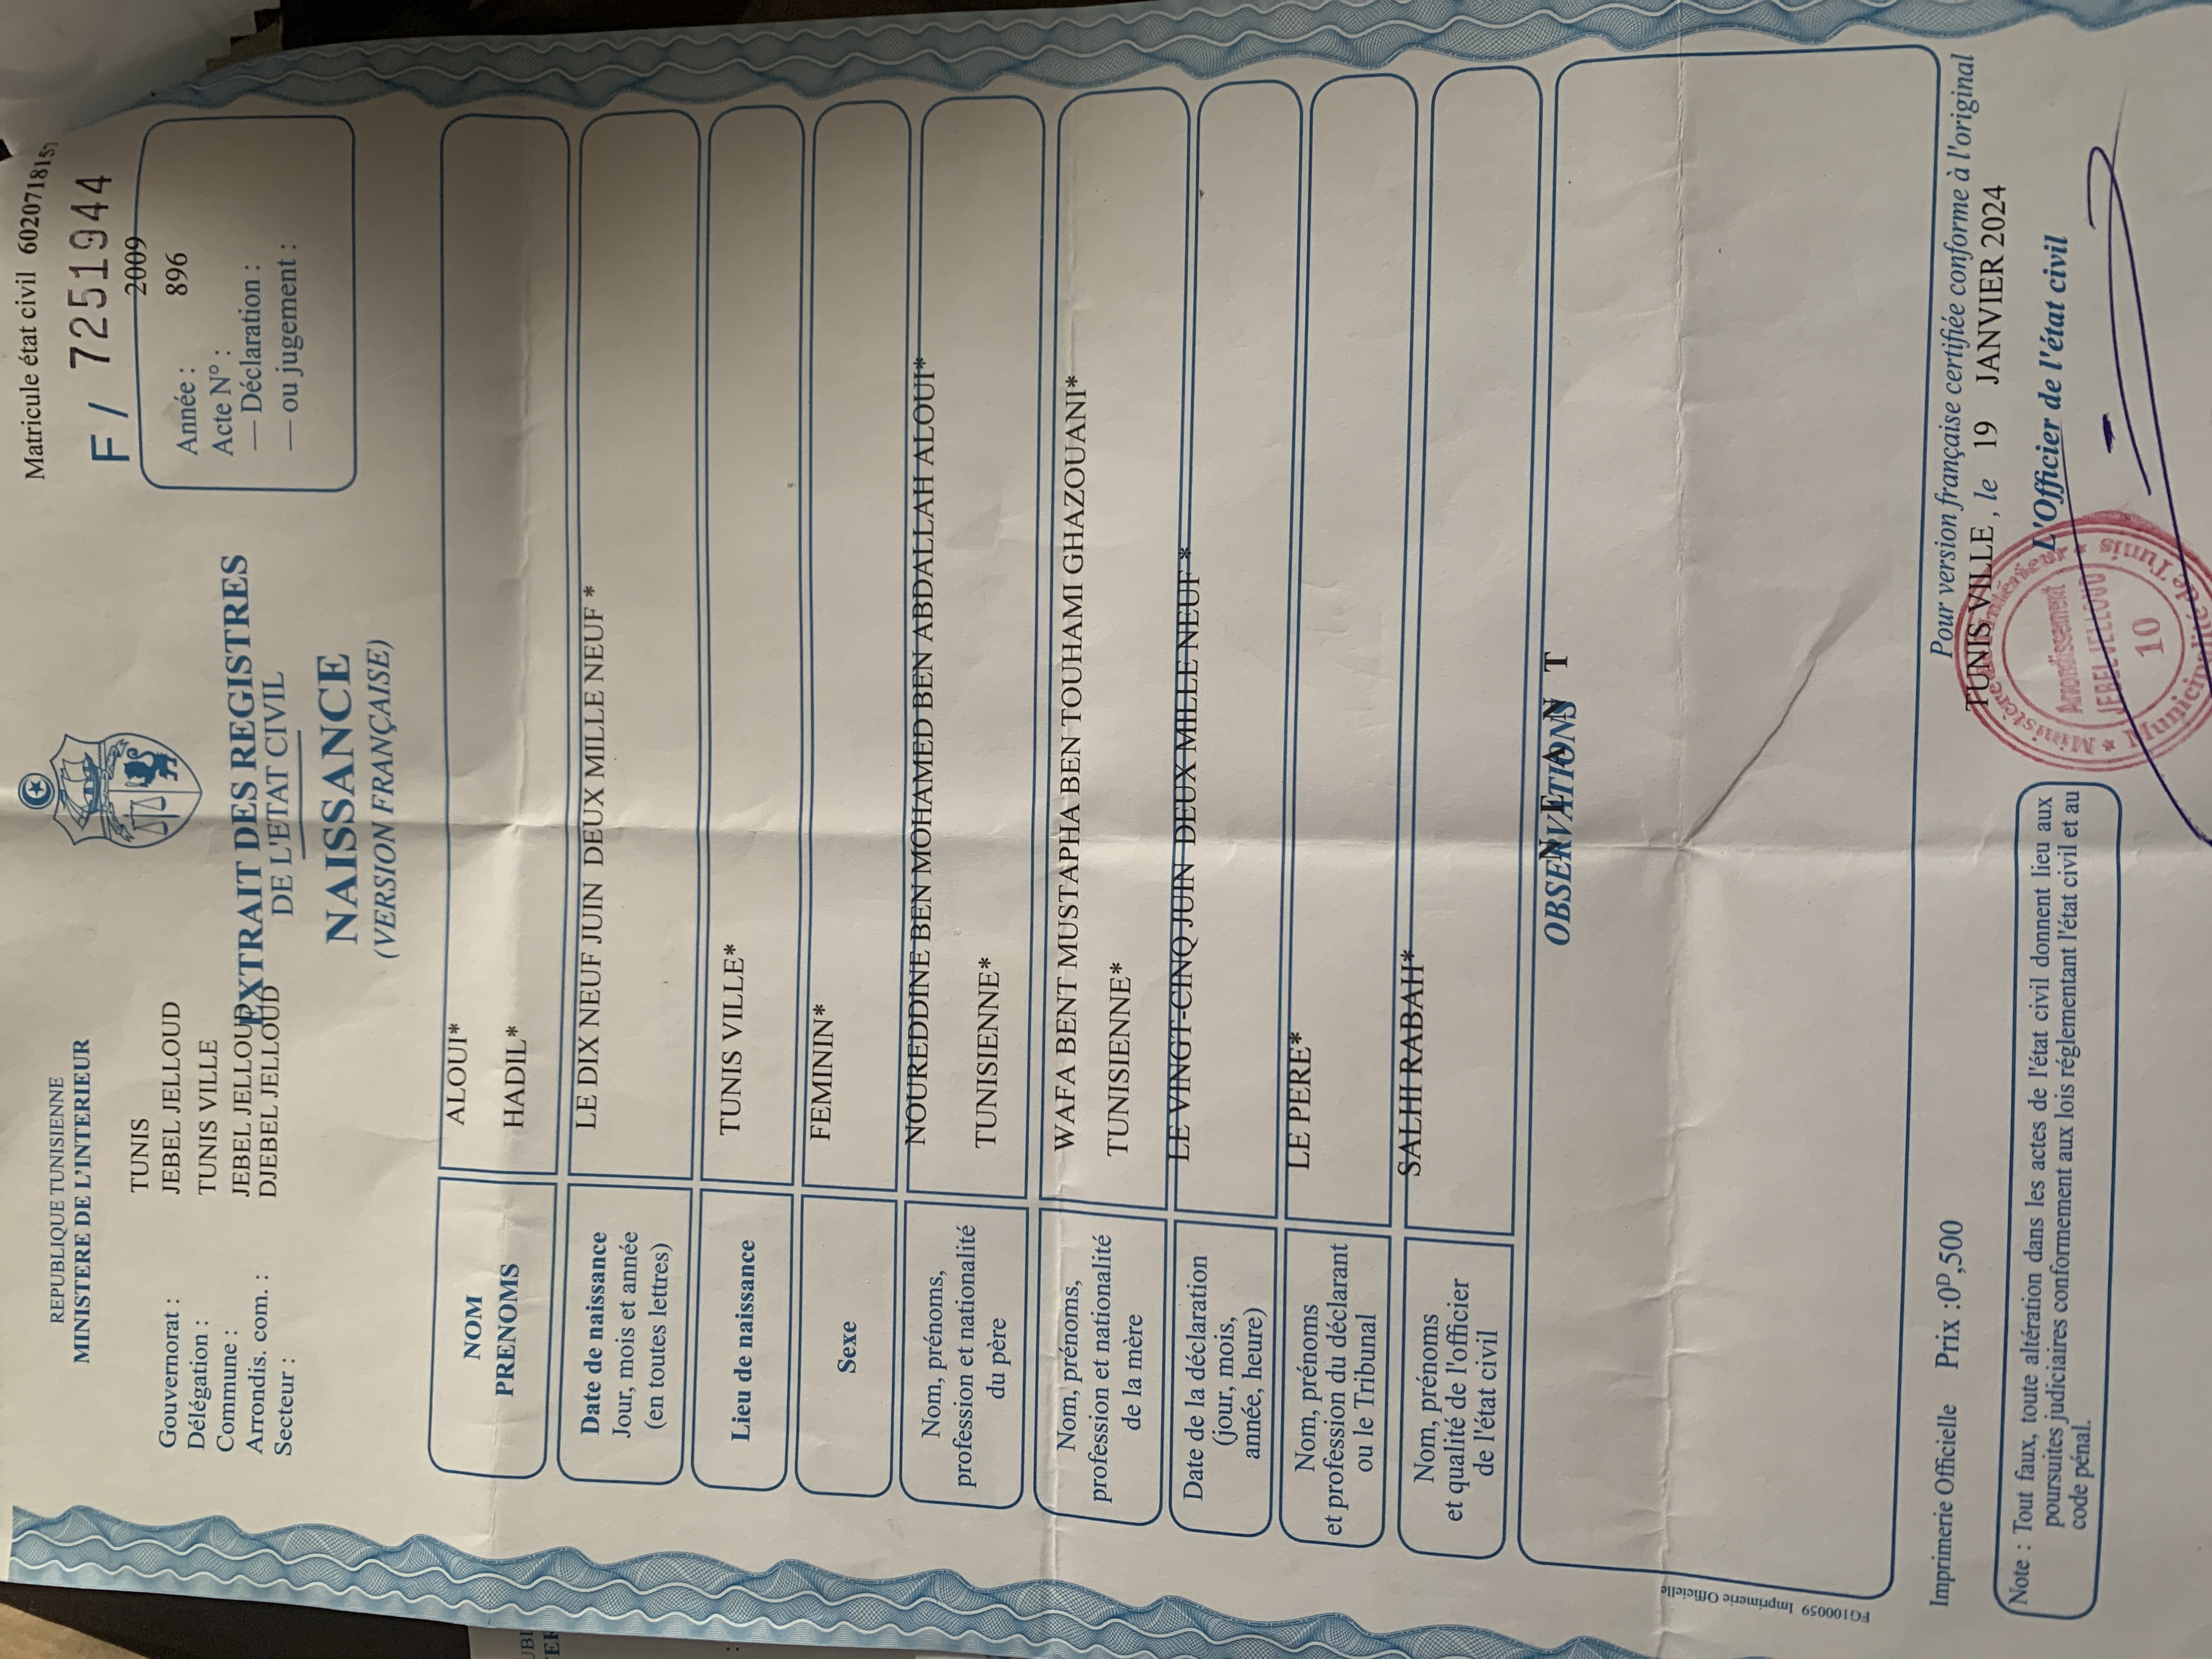 Matricule état civil 602071815
REPUBLIQUE TUNISIENNE
MINISTERE DE L'INTERIEUR
F / 7251944
Gouvernorat : TUNIS
Délégation : JEBEL JELLOUD
Commune : TUNIS VILLE
Arrondis. com. : JEBEL JELLOUD
Secteur : DJEBEL JELLOUD
2009
Année : 896
Acte N° :
— Déclaration :
— ou jugement :
EXTRAIT DES REGISTRES
DE L'ETAT CIVIL
NAISSANCE
(VERSION FRANÇAISE)
NOM ALOUI*
PRENOMS HADIL*
Date de naissance
Jour, mois et année
(en toutes lettres)
LE DIX NEUF JUIN DEUX MILLE NEUF *
Lieu de naissance TUNIS VILLE*
Sexe FEMININ*
Nom, prénoms,
profession et nationalité
du père
NOUREDDINE BEN MOHAMED BEN ABDALLAH ALOUI*
TUNISIENNE*
Nom, prénoms,
profession et nationalité
de la mère
WAFA BENT MUSTAPHA BEN TOUHAMI GHAZOUANI*
TUNISIENNE*
Date de la déclaration
(jour, mois,
année, heure)
LE VINGT-CINQ JUIN DEUX MILLE NEUF *
Nom, prénoms
et profession du déclarant
ou le Tribunal
LE PERE*
Nom, prénoms
et qualité de l'officier
de l'état civil
SALHI RABAH*
OBSERVATIONS
N E A N T
FG100059 Imprimerie Officielle
Imprimerie Officielle Prix :0D,500
Pour version française certifiée conforme à l'original
TUNIS VILLE , le 19 JANVIER 2024
L'Officier de l'état civil
Arrondissement
JEBEL JELLOUD
10
Municipalité de Tunis
Note : Tout faux, toute altération dans les actes de l'état civil donnent lieu aux
poursuites judiciaires conformement aux lois réglementant l'état civil et au
code pénal.